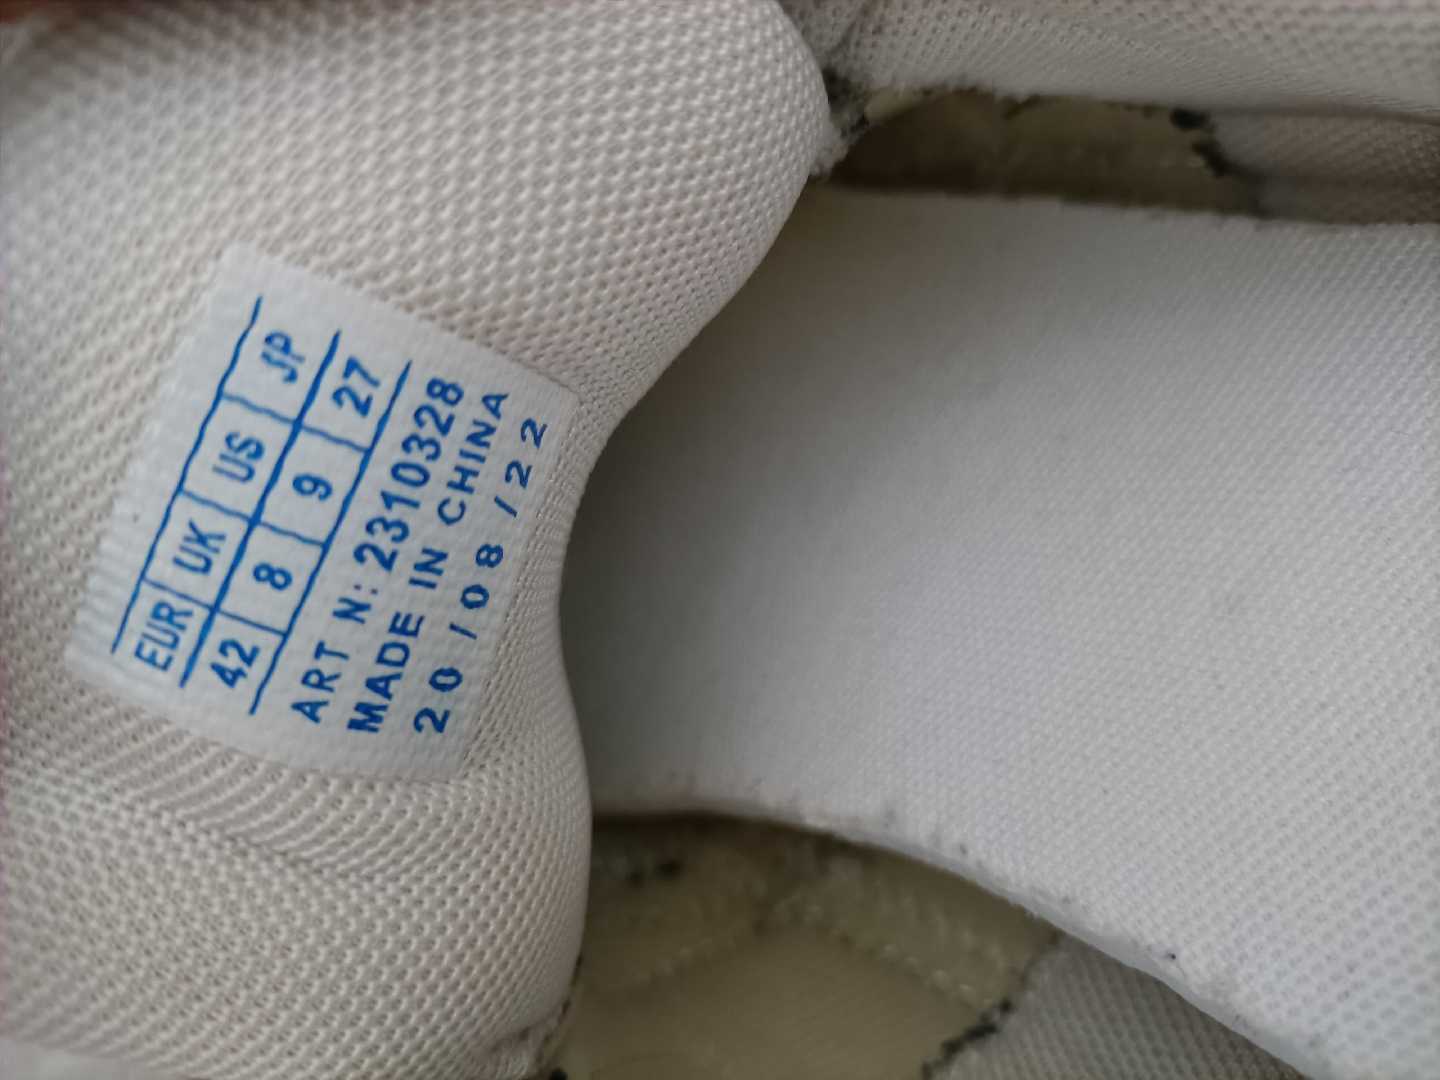 EUR UK US JP
42 8 9 27
ART N: 2310328
MADE IN CHINA
20/08/22